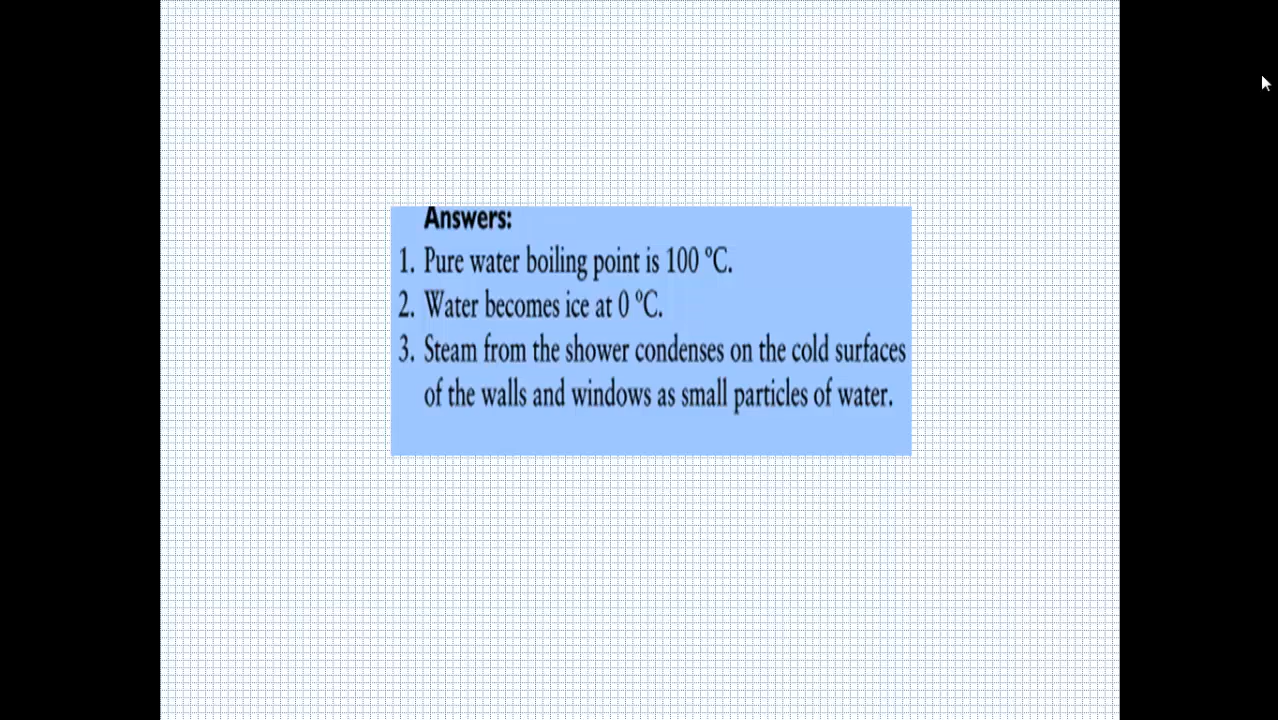 Answers:
1. Pure water boiling point is 100 ºC.
2. Water becomes ice at 0 ºC.
3. Steam from the shower condenses on the cold surfaces
of the walls and windows as small particles of water.